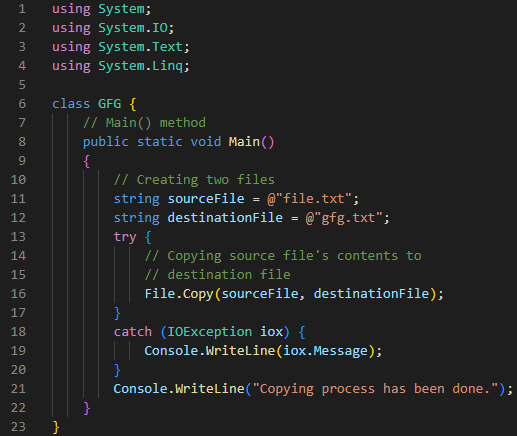 1 using System;
2 using System.IO;
3 using System.Text;
4 using System.Linq;
5
6 class GFG {
7 // Main() method
8 public static void Main()
9 {
10 // Creating two files
11 string sourceFile = @"file.txt";
12 string destinationFile = @"gfg.txt";
13 try {
14 // Copying source file's contents to
15 // destination file
16 File.Copy(sourceFile, destinationFile);
17 }
18 catch (IOException iox) {
19 Console.WriteLine(iox.Message);
20 }
21 Console.WriteLine("Copying process has been done.");
22 }
23 }